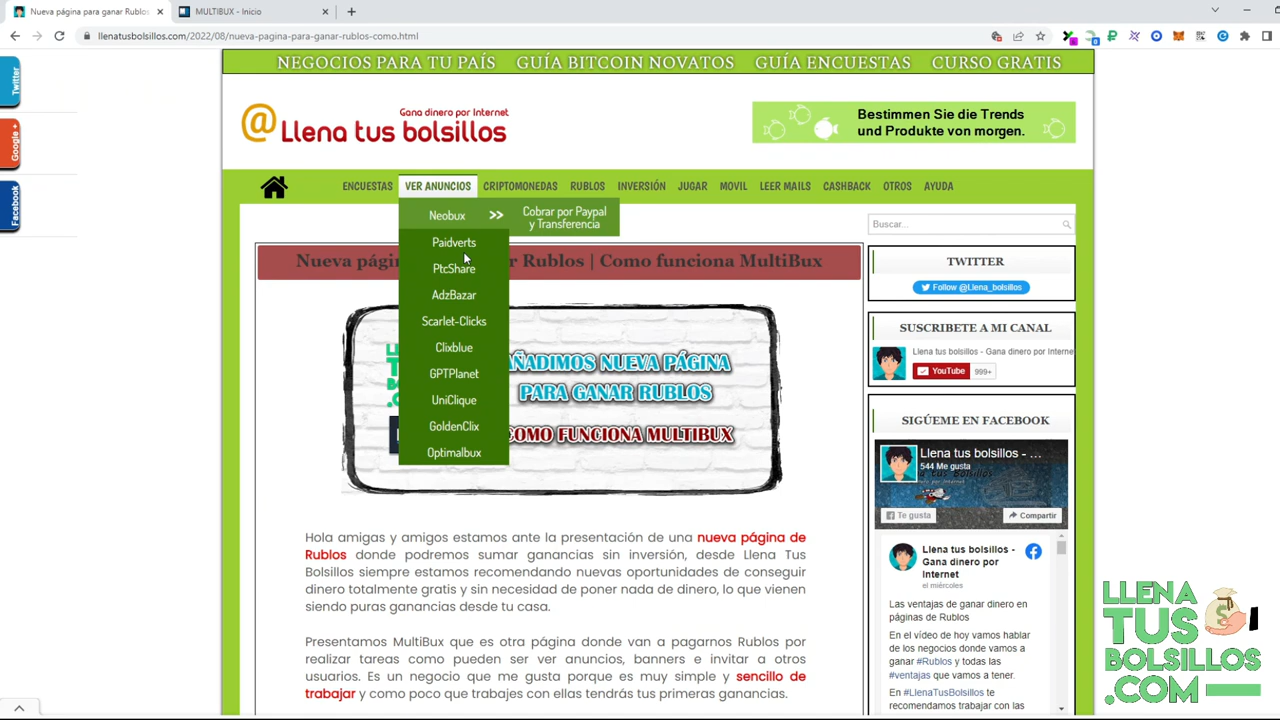 Nueva página para ganar Rublos
MULTIBUX - Inicio
llenatusbolsillos.com/2022/08/nueva-pagina-para-ganar-rublos-como.html
Twitter
Google +
Facebook
NEGOCIOS PARA TU PAÍS GUÍA BITCOIN NOVATOS GUÍA ENCUESTAS CURSO GRATIS
Gana dinero por Internet
@Llena tus bolsillos
Bestimmen Sie die Trends
und Produkte von morgen.
ENCUESTAS VER ANUNCIOS CRIPTOMONEDAS RUBLOS INVERSIÓN JUGAR MOVIL LEER MAILS CASHBACK OTROS AYUDA
Neobux >> Cobrar por Paypal
y Transferencia
Paidverts
PtcShare
AdzBazar
Scarlet-Clicks
Clixblue
GPTPlanet
UniClique
GoldenClix
Optimalbux
Nueva págin ar Rublos | Como funciona MultiBux
AÑADIMOS NUEVA PÁGINA
PARA GANAR RUBLOS
COMO FUNCIONA MULTIBUX
Hola amigas y amigos estamos ante la presentación de una nueva página de
Rublos donde podremos sumar ganancias sin inversión, desde Llena Tus
Bolsillos siempre estamos recomendando nuevas oportunidades de conseguir
dinero totalmente gratis y sin necesidad de poner nada de dinero, lo que vienen
siendo puras ganancias desde tu casa.
Presentamos MultiBux que es otra página donde van a pagarnos Rublos por
realizar tareas como pueden ser ver anuncios, banners e invitar a otros
usuarios. Es un negocio que me gusta porque es muy simple y sencillo de
trabajar y como poco que trabajes con ellas tendrás tus primeras ganancias.
Buscar...
TWITTER
Follow @Llena_bolsillos
SUSCRIBETE A MI CANAL
Llena tus bolsillos - Gana dinero por Interne
YouTube 999+
SIGÚEME EN FACEBOOK
Llena tus bolsillos - ...
544 Me gusta
Te gusta
Compartir
Llena tus bolsillos -
Gana dinero por
Internet
el miércoles
Las ventajas de ganar dinero en
páginas de Rublos
En el vídeo de hoy vamos hablar
de los negocios donde vamos a
ganar #Rublos y todas las
#ventajas que vamos a tener.
En #LlenaTusBolsillos te
recomendamos trabajar con las
LLENA
TUS
BOLSILLOS
.COM